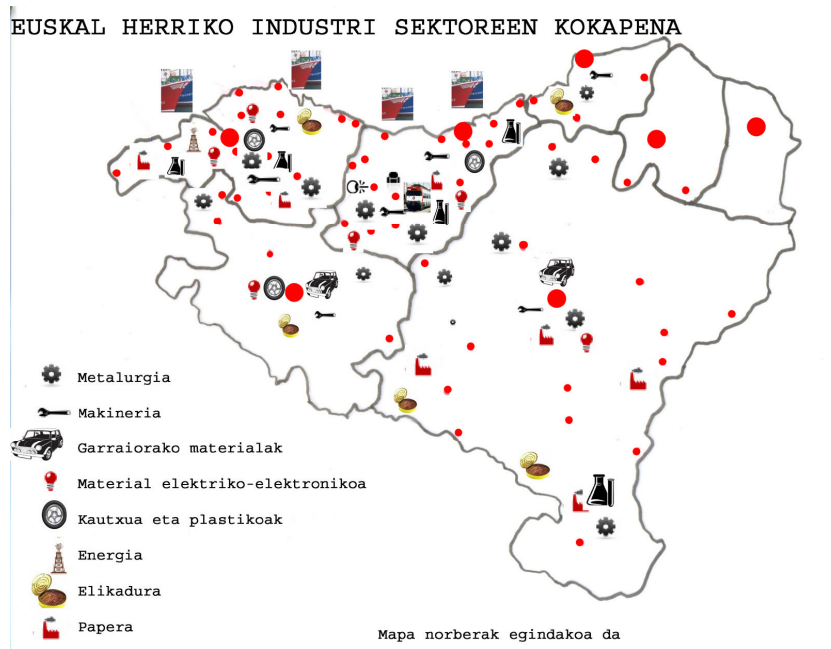 EUSKAL HERRIKO INDUSTRI SEKTOREEN KOKAPENA
Metalurgia
Makineria
Garraiorako materialak
Material elektriko-elektronikoa
Kautxua eta plastikoak
Energia
Elikadura
Papera
Mapa norberak egindakoa da